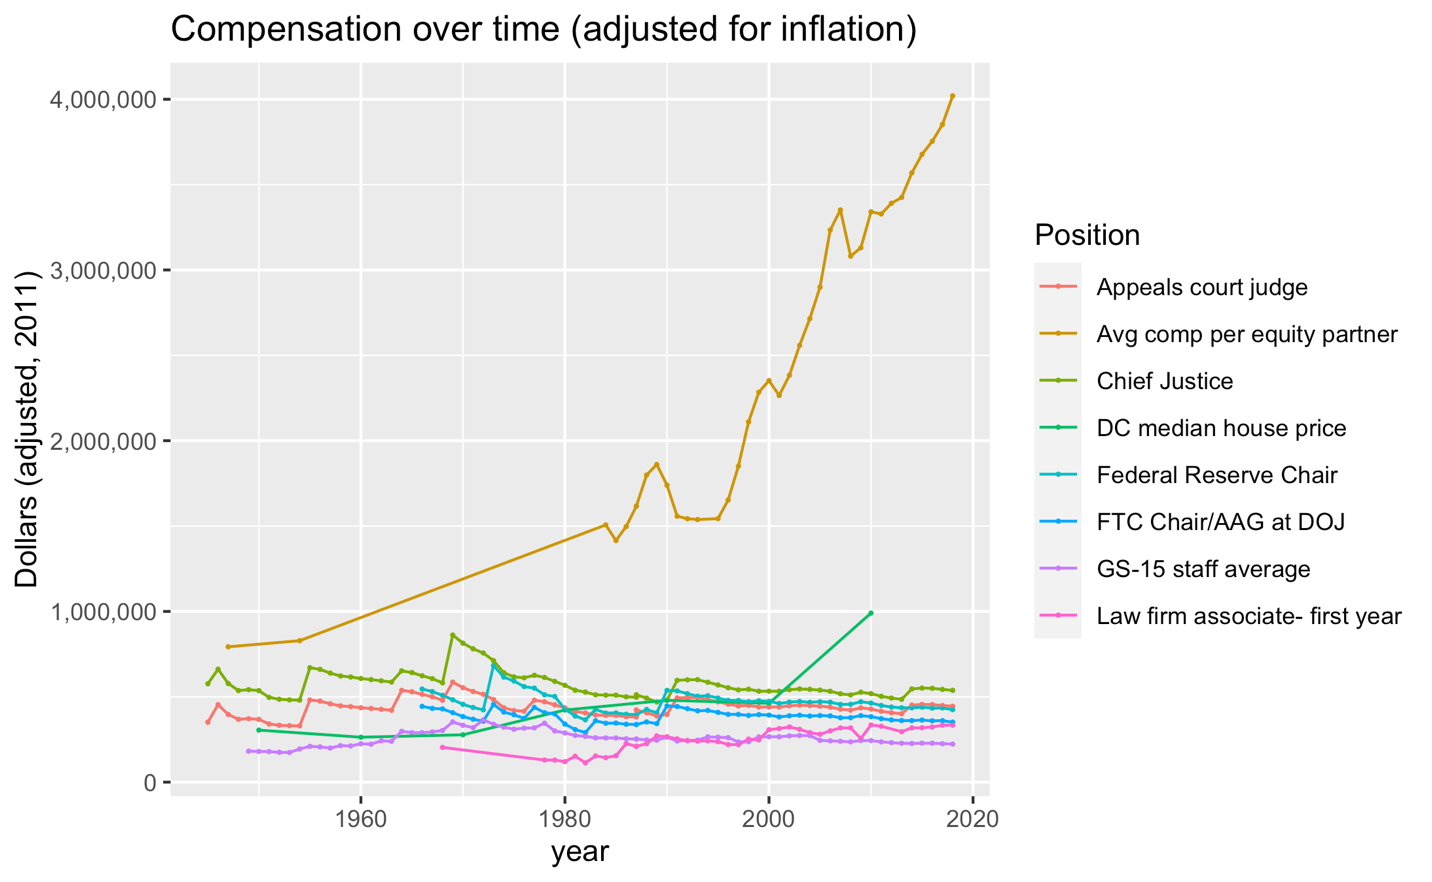 Compensation over time (adjusted for inflation)
4,000,000
3,000,000
2,000,000
1,000,000
0
Dollars (adjusted, 2011)
1960
1980
2000
2020
year
Position
Appeals court judge
Avg comp per equity partner
Chief Justice
DC median house price
Federal Reserve Chair
FTC Chair/AAG at DOJ
GS-15 staff average
Law firm associate- first year